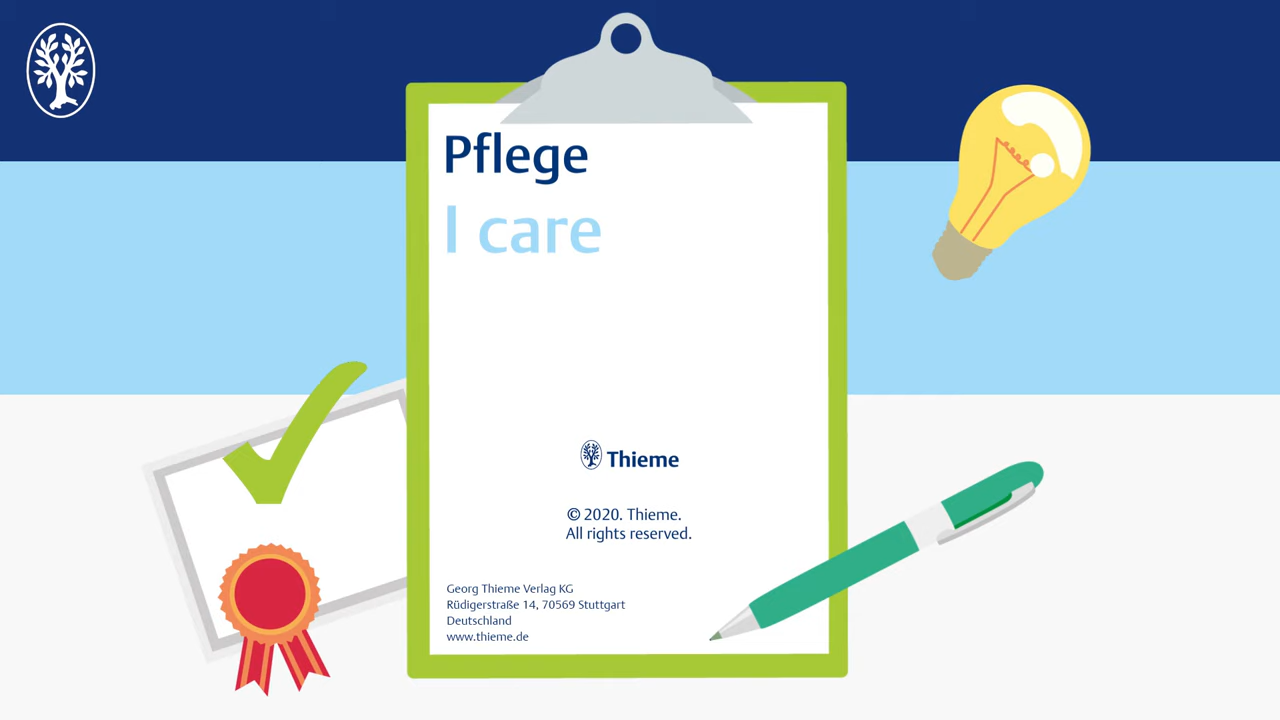 Pflege
I care
Thieme
© 2020. Thieme.
All rights reserved.
Georg Thieme Verlag KG
Rüdigerstraße 14, 70569 Stuttgart
Deutschland
www.thieme.de